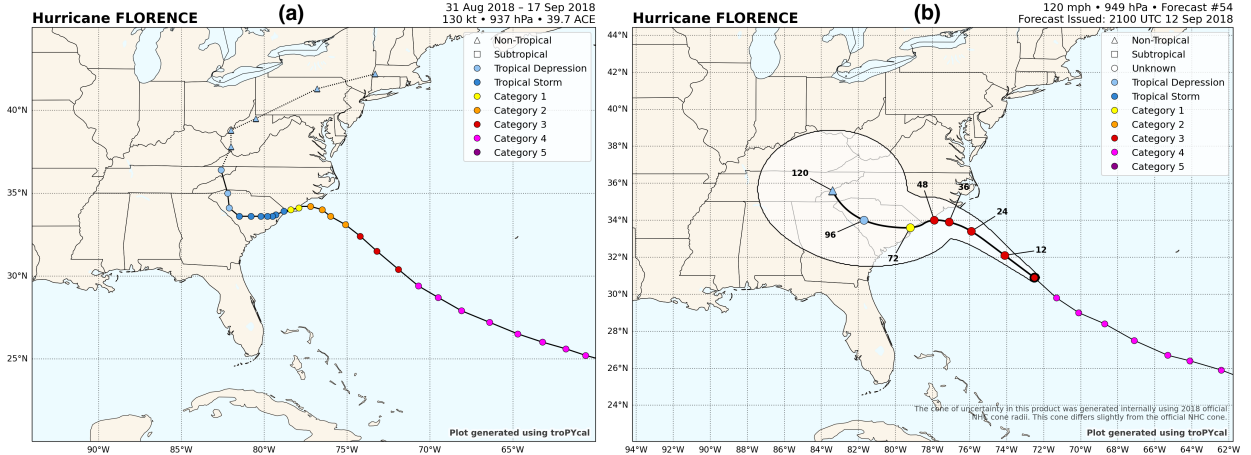 Hurricane FLORENCE
(a)
31 Aug 2018 – 17 Sep 2018
130 kt • 937 hPa • 39.7 ACE
Non-Tropical
Subtropical
Tropical Depression
Tropical Storm
Category 1
Category 2
Category 3
Category 4
Category 5
40°N
35°N
30°N
25°N
Plot generated using troPYcal
90°W
85°W
80°W
75°W
70°W
65°W
Hurricane FLORENCE
(b)
120 mph • 949 hPa • Forecast #54
Forecast Issued: 2100 UTC 12 Sep 2018
Non-Tropical
Subtropical
Unknown
Tropical Depression
Tropical Storm
Category 1
Category 2
Category 3
Category 4
Category 5
44°N
42°N
40°N
38°N
36°N
34°N
32°N
30°N
28°N
26°N
24°N
120
48
36
24
96
72
12
The cone of uncertainty in this product was generated internally using 2018 official
NHC cone radii. This cone differs slightly from the official NHC cone.
Plot generated using troPYcal
94°W
92°W
90°W
88°W
86°W
84°W
82°W
80°W
78°W
76°W
74°W
72°W
70°W
68°W
66°W
64°W
62°W